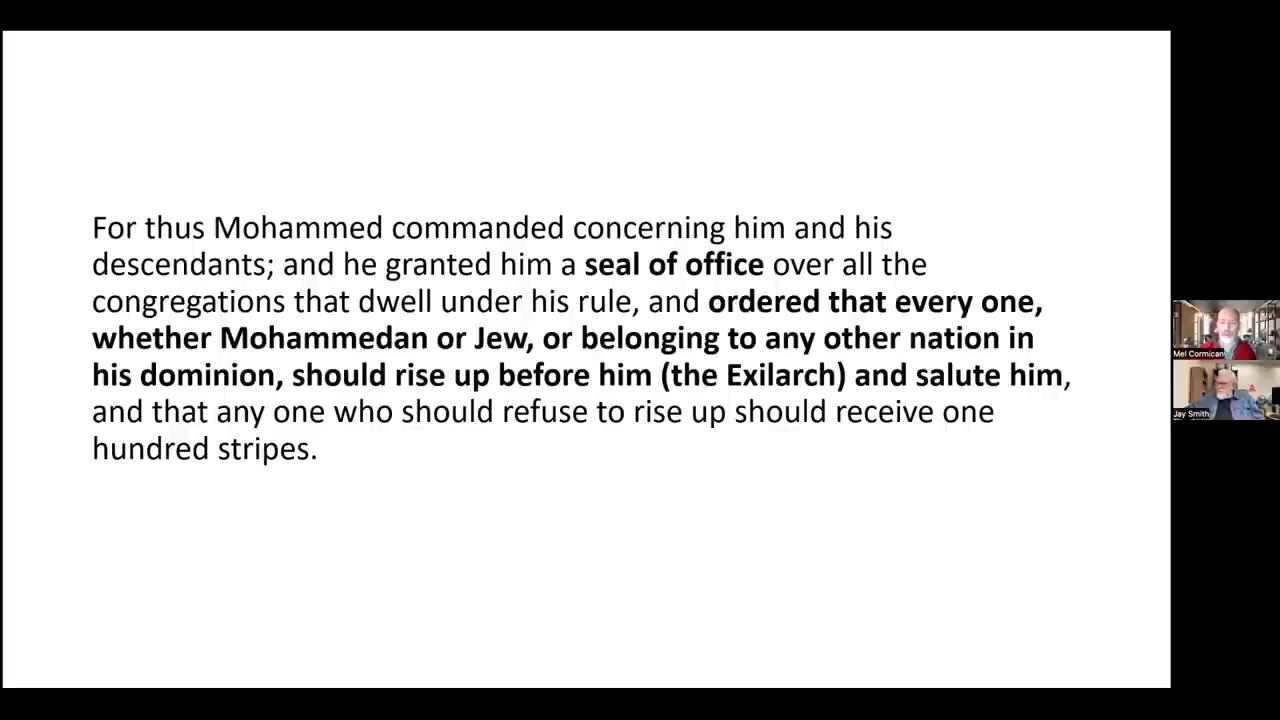 For thus Mohammed commanded concerning him and his
descendants; and he granted him a seal of office over all the
congregations that dwell under his rule, and ordered that every one,
whether Mohammedan or Jew, or belonging to any other nation in
his dominion, should rise up before him (the Exilarch) and salute him,
and that any one who should refuse to rise up should receive one
hundred stripes.
Mel Cormican
Jay Smith